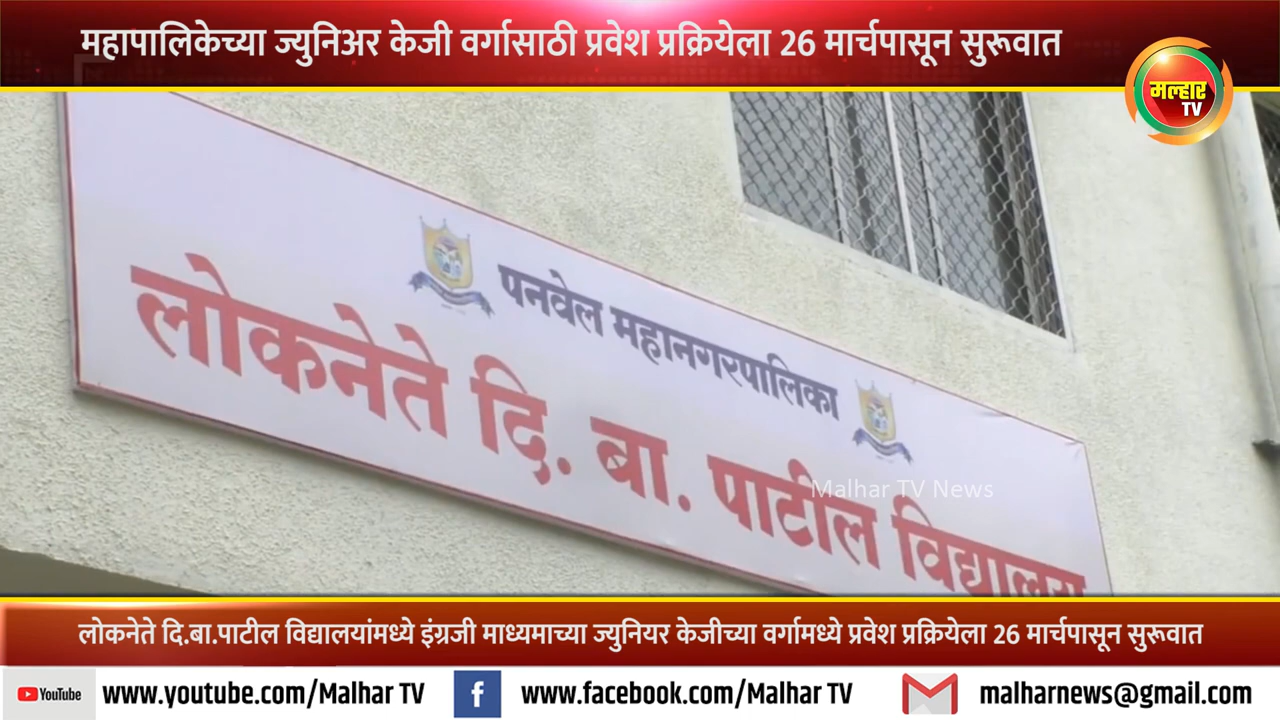 महापालिकेच्या ज्युनिअर केजी वर्गासाठी प्रवेश प्रक्रियेला 26 मार्चपासून सुरूवात
मल्हार
TV
पनवेल महानगरपालिका
लोकनेते दि. बा. पाटील विद्यालय
Malhar TV News
लोकनेते दि.बा.पाटील विद्यालयांमध्ये इंग्रजी माध्यमाच्या ज्युनियर केजीच्या वर्गामध्ये प्रवेश प्रक्रियेला 26 मार्चपासून सुरूवात
YouTube www.youtube.com/Malhar TV f www.facebook.com/Malhar TV malharnews@gmail.com